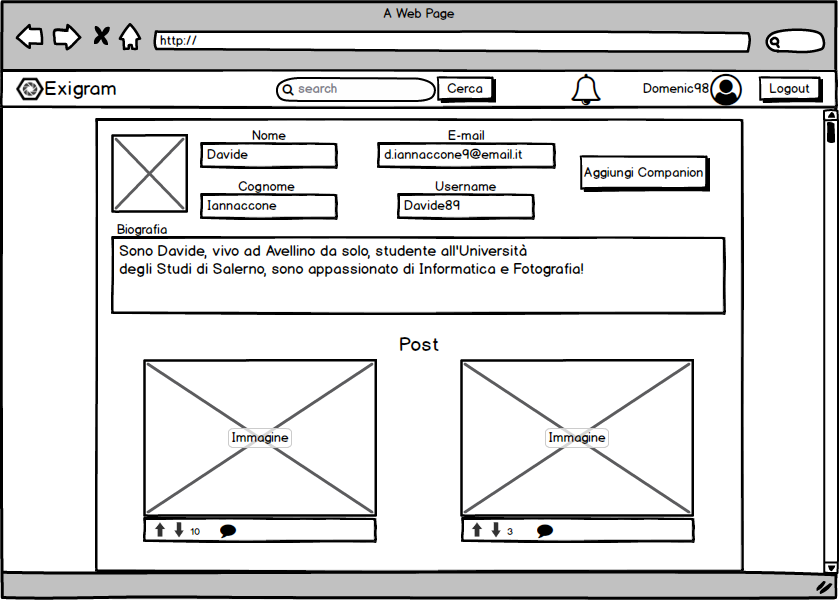 A Web Page
http://
Exigram
search
Cerca
Domenic98
Logout
Nome
E-mail
Davide
d.iannaccone9@email.it
Aggiungi Companion
Cognome
Username
Iannaccone
Davide89
Biografia
Sono Davide, vivo ad Avellino da solo, studente all'Università
degli Studi di Salerno, sono appassionato di Informatica e Fotografia!
Post
Immagine
Immagine
10
3